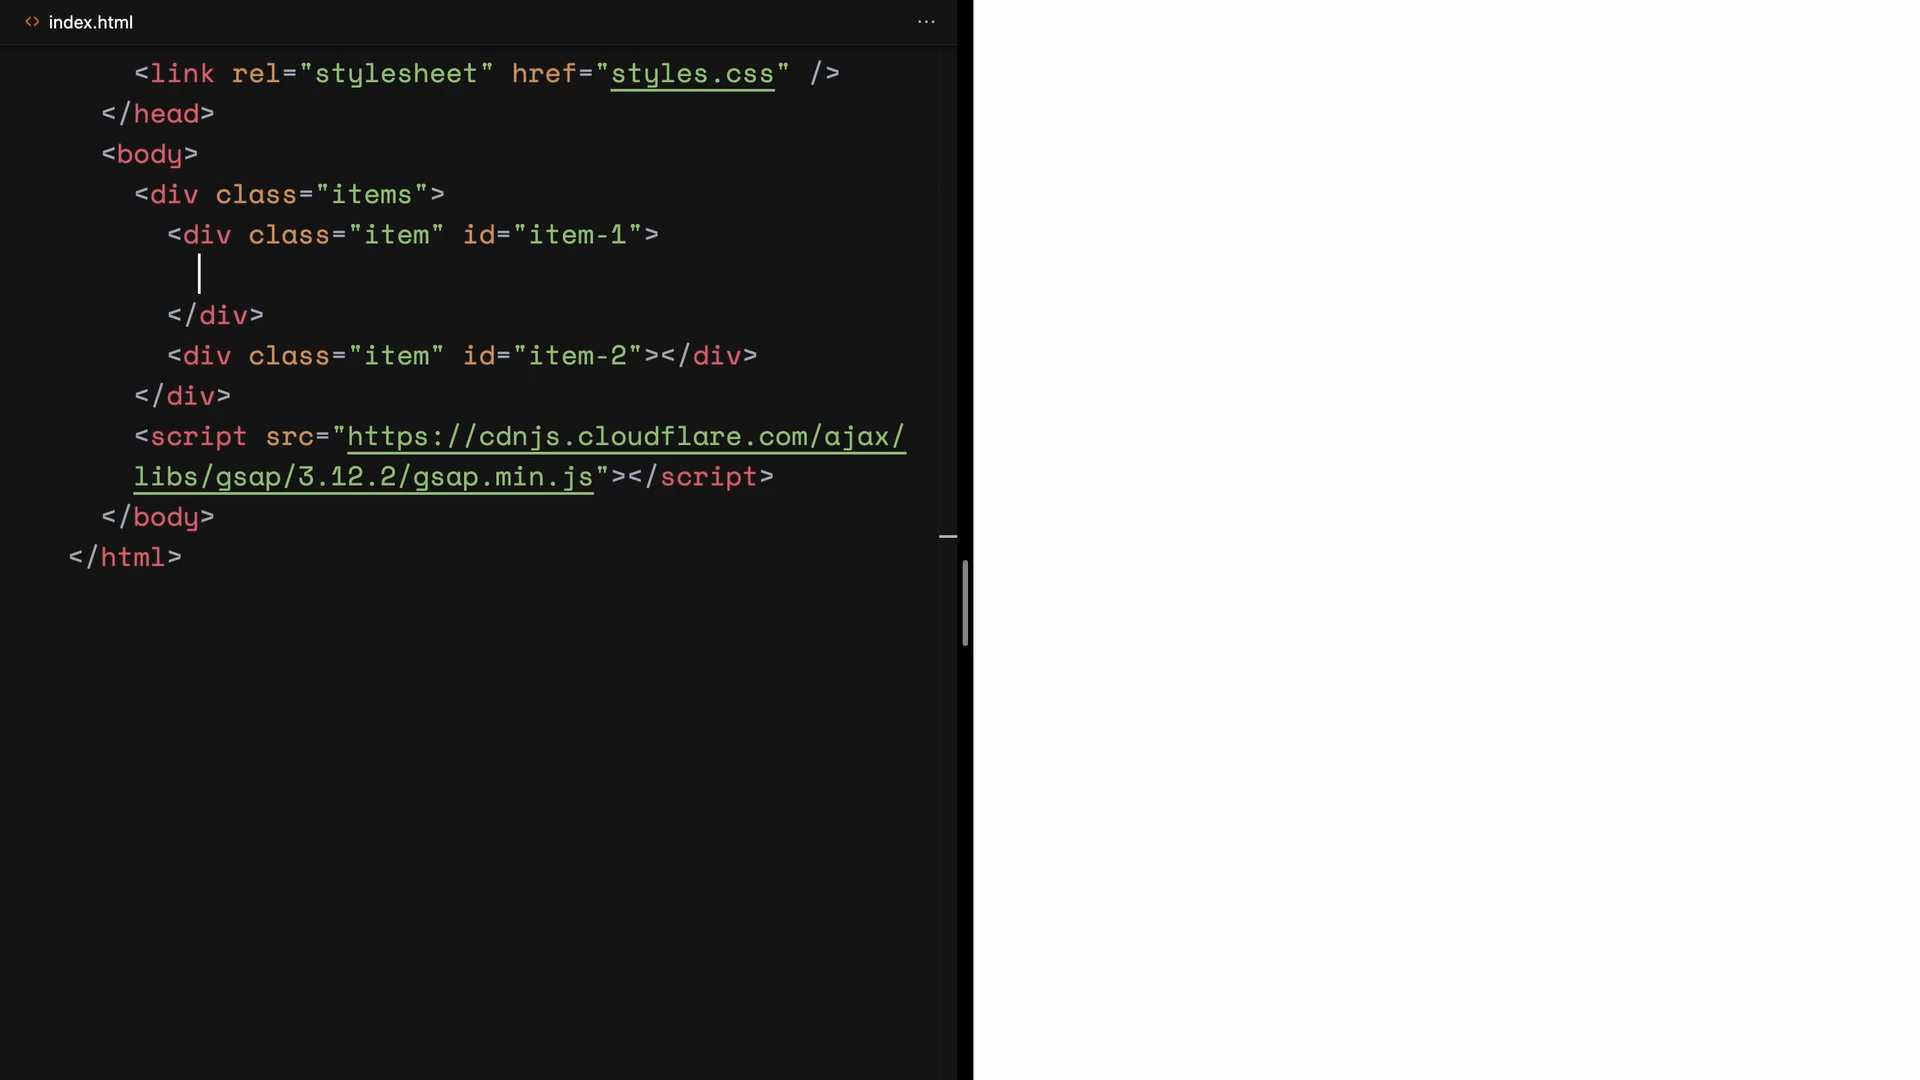 <> index.html ...
<link rel="stylesheet" href="styles.css" />
</head>
<body>
<div class="items">
<div class="item" id="item-1">
</div>
<div class="item" id="item-2"></div>
</div>
<script src="https://cdnjs.cloudflare.com/ajax/
libs/gsap/3.12.2/gsap.min.js"></script>
</body>
</html>